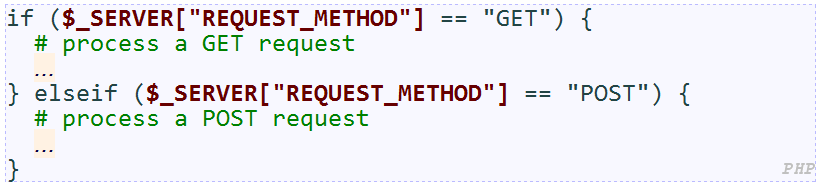 if ($_SERVER["REQUEST_METHOD"] == "GET") {
  # process a GET request
  ...
} elseif ($_SERVER["REQUEST_METHOD"] == "POST") {
  # process a POST request
  ...
}
PHP